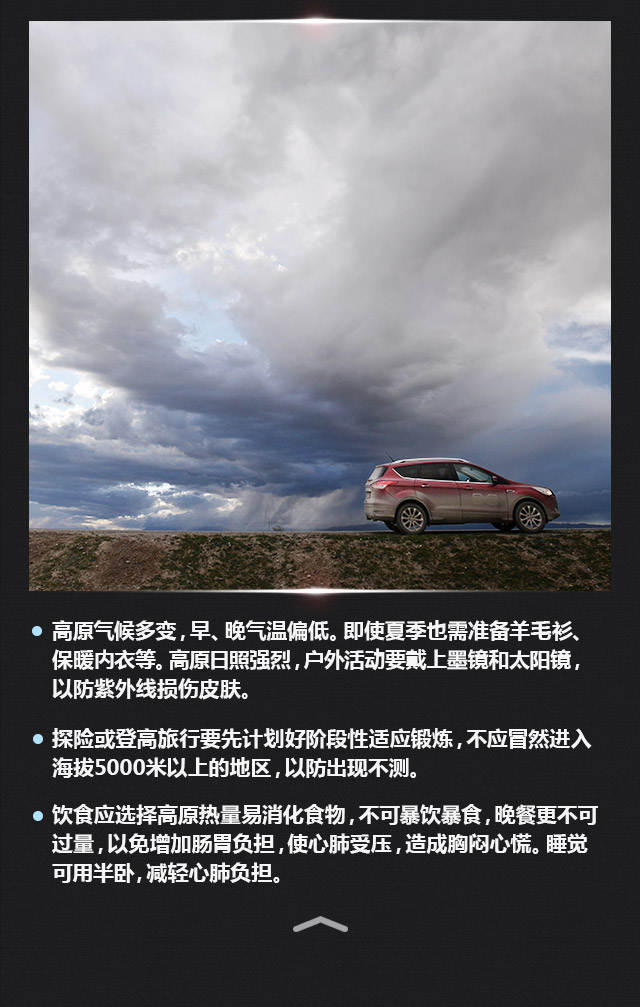 高原气候多变，早、晚气温偏低。即使夏季也需准备羊毛衫、
保暖内衣等。高原日照强烈，户外活动要戴上墨镜和太阳镜，
以防紫外线损伤皮肤。
探险或登高旅行要先计划好阶段性适应锻炼，不应冒然进入
海拔5000米以上的地区，以防出现不测。
饮食应选择高原热量易消化食物，不可暴饮暴食，晚餐更不可
过量，以免增加肠胃负担，使心肺受压，造成胸闷心慌。睡觉
可用半卧，减轻心肺负担。